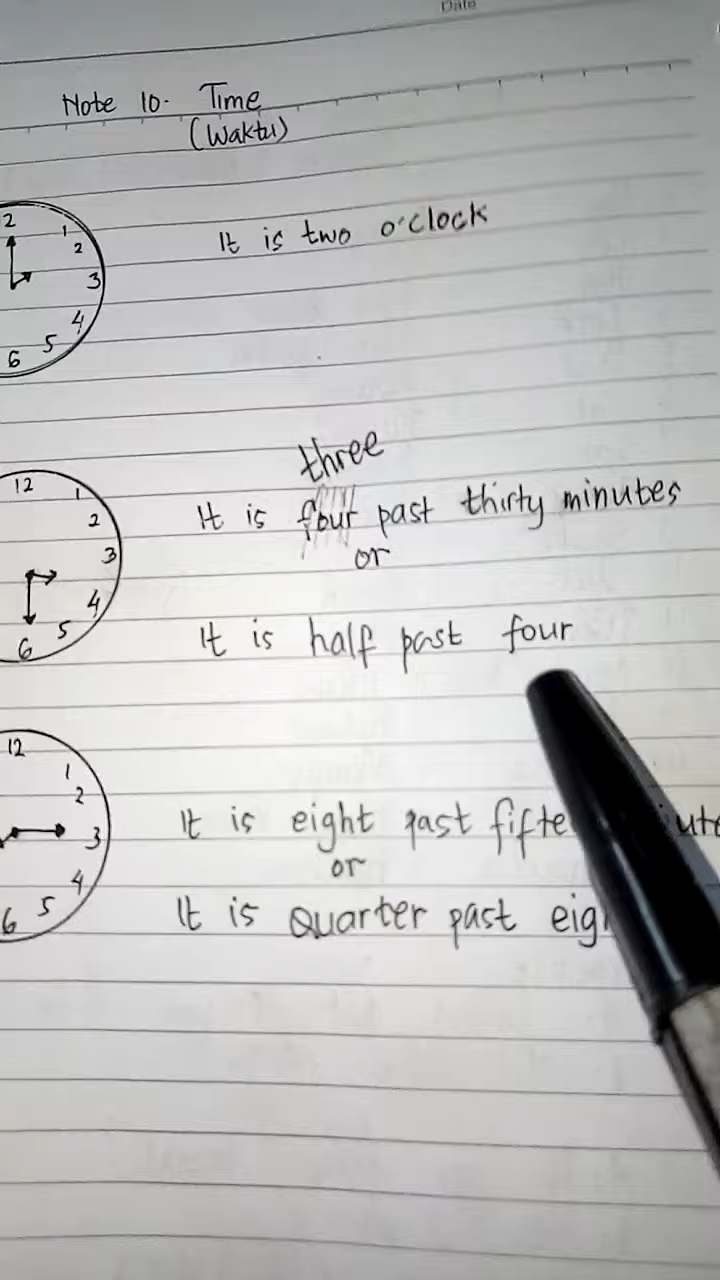 Date
Note 10. Time
(Waktu)
2
1
2
3
4
5
6
It is two o'clock
three
12
1
2
3
4
5
6
It is four past thirty minutes
or
It is half past four
12
1
2
3
4
5
6
It is eight past
or
It is quarter past